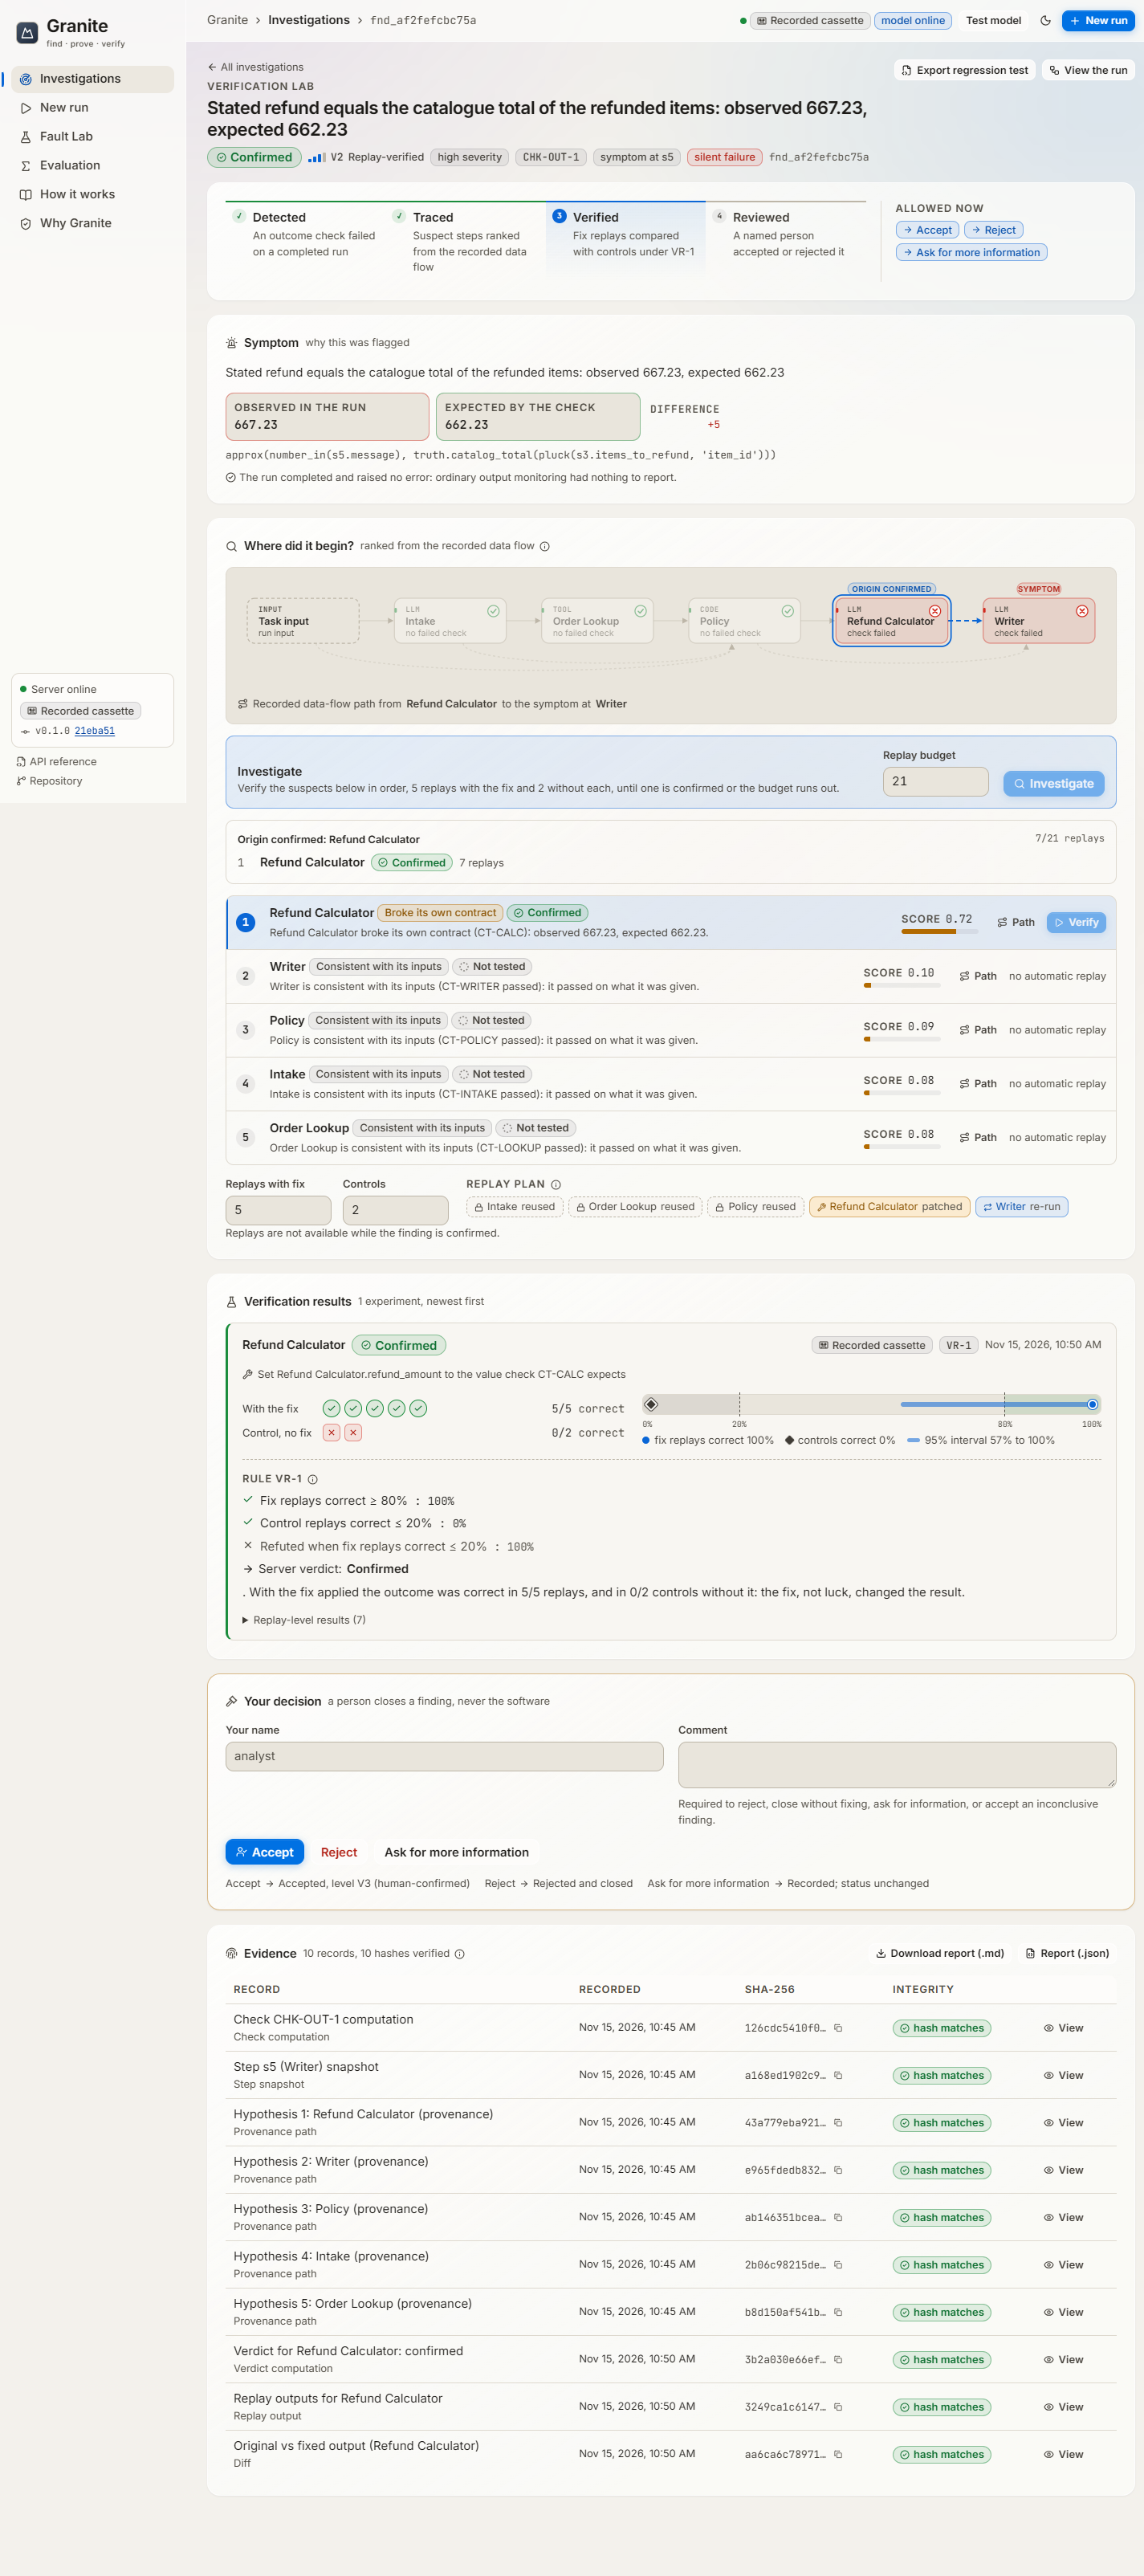 Granite
find · prove · verify
Investigations
New run
Fault Lab
Evaluation
How it works
Why Granite
Server online
Recorded cassette
v0.1.0 21eba51
API reference
Repository
Granite > Investigations > fnd_af2fefcbc75a
Recorded cassette model online Test model New run
← All investigations
Export regression test View the run
VERIFICATION LAB
Stated refund equals the catalogue total of the refunded items: observed 667.23,
expected 662.23
Confirmed V2 Replay-verified high severity CHK-OUT-1 symptom at s5 silent failure fnd_af2fefcbc75a
Detected
An outcome check failed
on a completed run
Traced
Suspect steps ranked
from the recorded data
flow
3 Verified
Fix replays compared
with controls under VR-1
4 Reviewed
A named person
accepted or rejected it
ALLOWED NOW
→ Accept → Reject
→ Ask for more information
Symptom why this was flagged
Stated refund equals the catalogue total of the refunded items: observed 667.23, expected 662.23
OBSERVED IN THE RUN
667.23
EXPECTED BY THE CHECK
662.23
DIFFERENCE
+5
approx(number_in(s5.message), truth.catalog_total(pluck(s3.items_to_refund, 'item_id')))
The run completed and raised no error: ordinary output monitoring had nothing to report.
Where did it begin? ranked from the recorded data flow
INPUT
Task input
run input
LLM
Intake
no failed check
TOOL
Order Lookup
no failed check
CODE
Policy
no failed check
ORIGIN CONFIRMED
LLM
Refund Calculator
check failed
SYMPTOM
LLM
Writer
check failed
Recorded data-flow path from Refund Calculator to the symptom at Writer
Investigate
Verify the suspects below in order, 5 replays with the fix and 2 without each, until one is confirmed or the budget runs out.
Replay budget
21
Investigate
Origin confirmed: Refund Calculator
7/21 replays
1 Refund Calculator Confirmed 7 replays
1 Refund Calculator Broke its own contract Confirmed
Refund Calculator broke its own contract (CT-CALC): observed 667.23, expected 662.23.
SCORE 0.72 Path Verify
2 Writer Consistent with its inputs Not tested
Writer is consistent with its inputs (CT-WRITER passed): it passed on what it was given.
SCORE 0.10 Path no automatic replay
3 Policy Consistent with its inputs Not tested
Policy is consistent with its inputs (CT-POLICY passed): it passed on what it was given.
SCORE 0.09 Path no automatic replay
4 Intake Consistent with its inputs Not tested
Intake is consistent with its inputs (CT-INTAKE passed): it passed on what it was given.
SCORE 0.08 Path no automatic replay
5 Order Lookup Consistent with its inputs Not tested
Order Lookup is consistent with its inputs (CT-LOOKUP passed): it passed on what it was given.
SCORE 0.08 Path no automatic replay
Replays with fix
5
Controls
2
REPLAY PLAN
Intake reused Order Lookup reused Policy reused Refund Calculator patched Writer re-run
Replays are not available while the finding is confirmed.
Verification results 1 experiment, newest first
Refund Calculator Confirmed
Recorded cassette VR-1 Nov 15, 2026, 10:50 AM
Set Refund Calculator.refund_amount to the value check CT-CALC expects
With the fix 5/5 correct
Control, no fix 0/2 correct
0% 20% 80% 100%
fix replays correct 100% controls correct 0% 95% interval 57% to 100%
RULE VR-1
Fix replays correct ≥ 80% : 100%
Control replays correct ≤ 20% : 0%
Refuted when fix replays correct ≤ 20% : 100%
→ Server verdict: Confirmed
. With the fix applied the outcome was correct in 5/5 replays, and in 0/2 controls without it: the fix, not luck, changed the result.
Replay-level results (7)
Your decision a person closes a finding, never the software
Your name
analyst
Comment
Required to reject, close without fixing, ask for information, or accept an inconclusive
finding.
Accept Reject Ask for more information
Accept → Accepted, level V3 (human-confirmed) Reject → Rejected and closed Ask for more information → Recorded; status unchanged
Evidence 10 records, 10 hashes verified
Download report (.md) Report (.json)
RECORD RECORDED SHA-256 INTEGRITY
Check CHK-OUT-1 computation
Check computation
Nov 15, 2026, 10:45 AM 126cdc5410f0… hash matches View
Step s5 (Writer) snapshot
Step snapshot
Nov 15, 2026, 10:45 AM a168ed1902c9… hash matches View
Hypothesis 1: Refund Calculator (provenance)
Provenance path
Nov 15, 2026, 10:45 AM 43a779eba921… hash matches View
Hypothesis 2: Writer (provenance)
Provenance path
Nov 15, 2026, 10:45 AM e965fdedb832… hash matches View
Hypothesis 3: Policy (provenance)
Provenance path
Nov 15, 2026, 10:45 AM ab146351bcea… hash matches View
Hypothesis 4: Intake (provenance)
Provenance path
Nov 15, 2026, 10:45 AM 2b06c98215de… hash matches View
Hypothesis 5: Order Lookup (provenance)
Provenance path
Nov 15, 2026, 10:45 AM b8d150af541b… hash matches View
Verdict for Refund Calculator: confirmed
Verdict computation
Nov 15, 2026, 10:50 AM 3b2a030e66ef… hash matches View
Replay outputs for Refund Calculator
Replay output
Nov 15, 2026, 10:50 AM 3249ca1c6147… hash matches View
Original vs fixed output (Refund Calculator)
Diff
Nov 15, 2026, 10:50 AM aa6ca6c78971… hash matches View